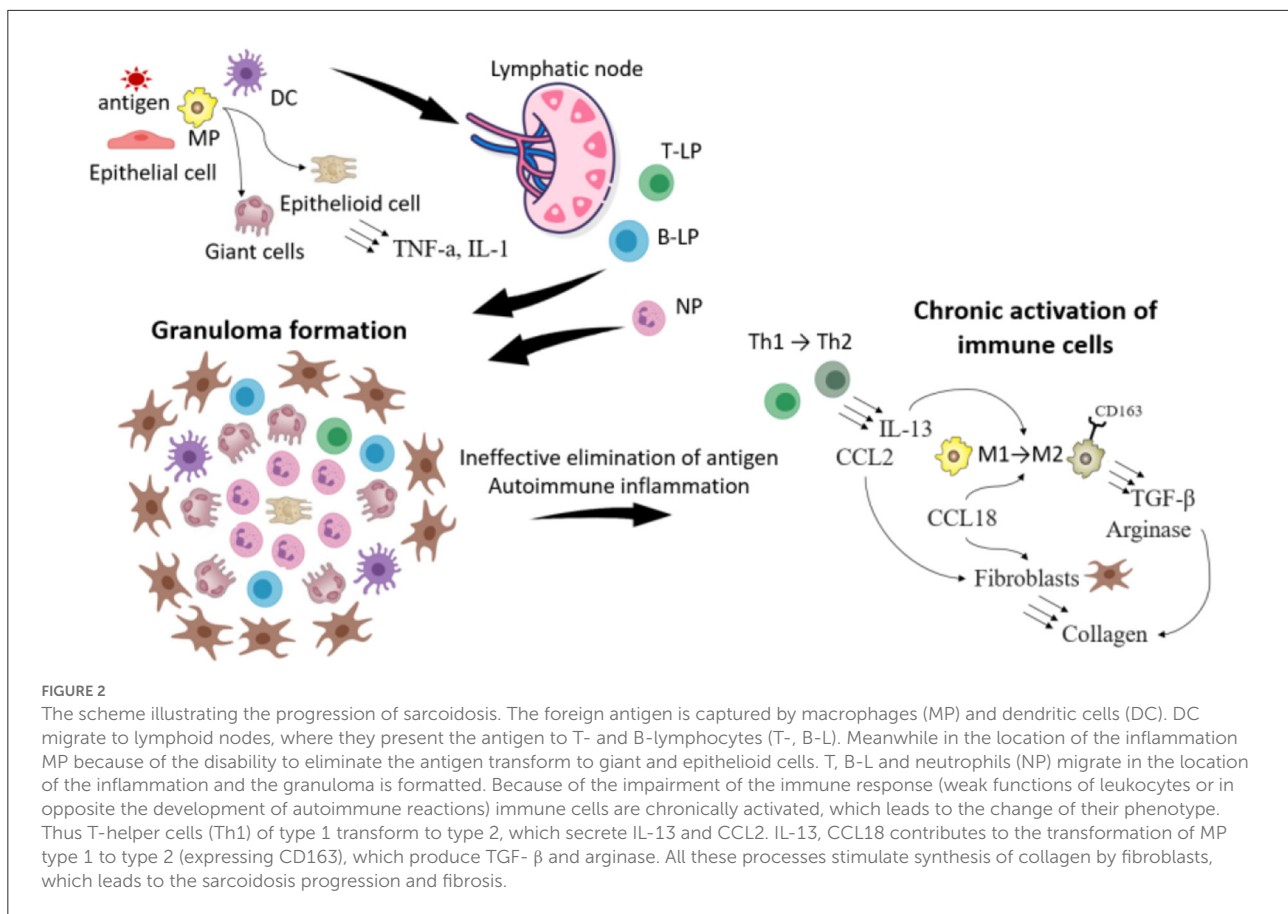 antigen
DC
MP
Epithelial cell
Epithelioid cell
Giant cells
TNF-a, IL-1
Lymphatic node
T-LP
B-LP
NP
Granuloma formation
Ineffective elimination of antigen
Autoimmune inflammation
Chronic activation of
immune cells
Th1 → Th2
IL-13
CCL2
CD163
M1→M2
TGF-β
Arginase
CCL18
Fibroblasts
Collagen
FIGURE 2
The scheme illustrating the progression of sarcoidosis. The foreign antigen is captured by macrophages (MP) and dendritic cells (DC). DC
migrate to lymphoid nodes, where they present the antigen to T- and B-lymphocytes (T-, B-L). Meanwhile in the location of the inflammation
MP because of the disability to eliminate the antigen transform to giant and epithelioid cells. T, B-L and neutrophils (NP) migrate in the location
of the inflammation and the granuloma is formatted. Because of the impairment of the immune response (weak functions of leukocytes or in
opposite the development of autoimmune reactions) immune cells are chronically activated, which leads to the change of their phenotype.
Thus T-helper cells (Th1) of type 1 transform to type 2, which secrete IL-13 and CCL2. IL-13, CCL18 contributes to the transformation of MP
type 1 to type 2 (expressing CD163), which produce TGF- β and arginase. All these processes stimulate synthesis of collagen by fibroblasts,
which leads to the sarcoidosis progression and fibrosis.